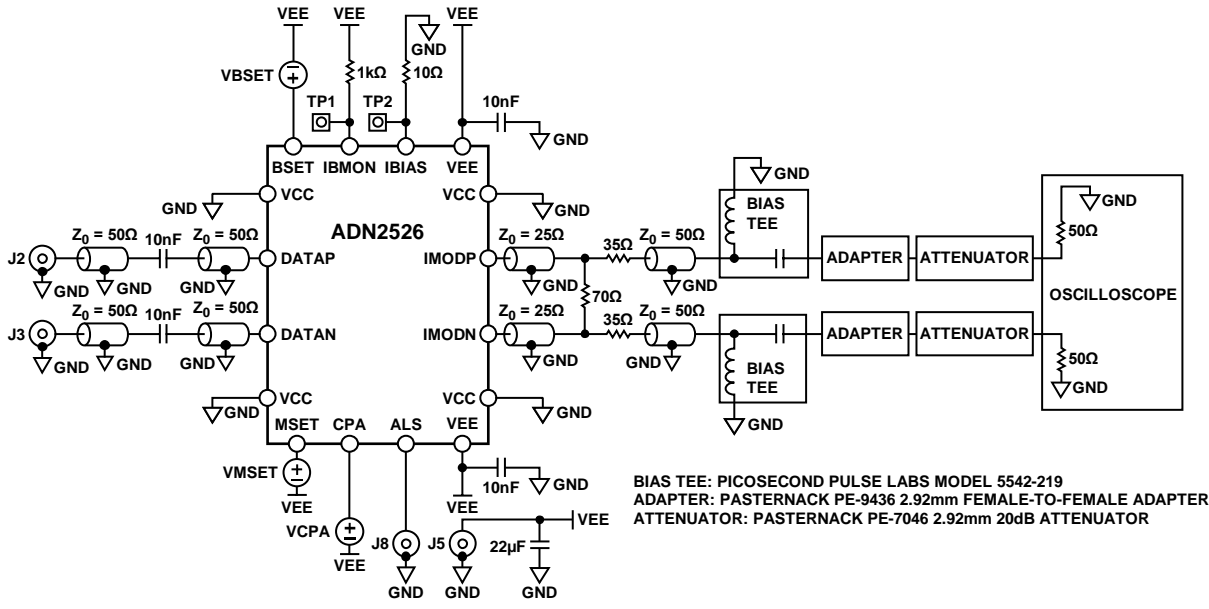 VEE
VEE
VEE
GND
VBSET
1kΩ
10Ω
TP1
TP2
10nF
GND
BSET
IBMON
IBIAS
VEE
GND
VCC
VCC
GND
ADN2526
GND
BIAS
TEE
GND
50Ω
J2
Z0 = 50Ω
10nF
Z0 = 50Ω
DATAP
IMODP
Z0 = 25Ω
35Ω
Z0 = 50Ω
ADAPTER
ATTENUATOR
GND
GND
GND
GND
GND
70Ω
OSCILLOSCOPE
J3
Z0 = 50Ω
10nF
Z0 = 50Ω
DATAN
IMODN
Z0 = 25Ω
35Ω
Z0 = 50Ω
ADAPTER
ATTENUATOR
50Ω
GND
GND
GND
GND
GND
GND
BIAS
TEE
GND
GND
VCC
VCC
GND
MSET
CPA
ALS
VEE
VMSET
VEE
10nF
GND
VEE
VCPA
VEE
J8
GND
J5
GND
22µF
GND
VEE
BIAS TEE: PICOSECOND PULSE LABS MODEL 5542-219
ADAPTER: PASTERNACK PE-9436 2.92mm FEMALE-TO-FEMALE ADAPTER
ATTENUATOR: PASTERNACK PE-7046 2.92mm 20dB ATTENUATOR